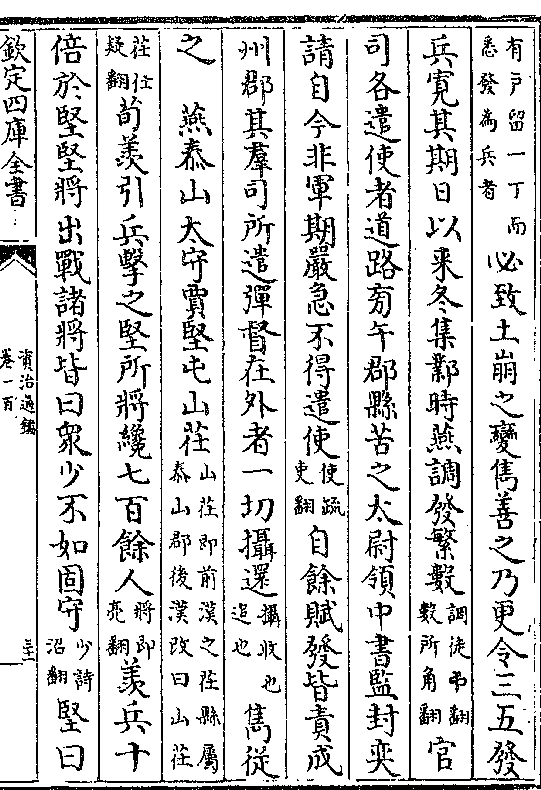 有戸留一丁而
悉發為兵者
必致土崩之變雋善之乃更令三五發
兵寛其期日以來冬集鄴時燕調發繁數
調徒弔翻
數所角翻
官
司各遣使者道路旁午郡縣苦之太尉領中書監封奕
請自今非軍期嚴急不得遣使
使疏
吏翻
自餘賦發皆責成
州郡其羣司所遣彈督在外者一切攝還
攝收也
追也
雋從
之　燕泰山太守賈堅屯山茌
山茌即前漢之茌縣屬
泰山郡後漢改曰山茌
茌仕
疑翻
荀羨引兵擊之堅所將纔七百餘人
將即
亮翻
羨兵十
倍於堅堅將出戰諸將皆曰衆少不如固守
少詩
沼翻
堅曰
欽定四庫全書
資治通鑑
卷一百